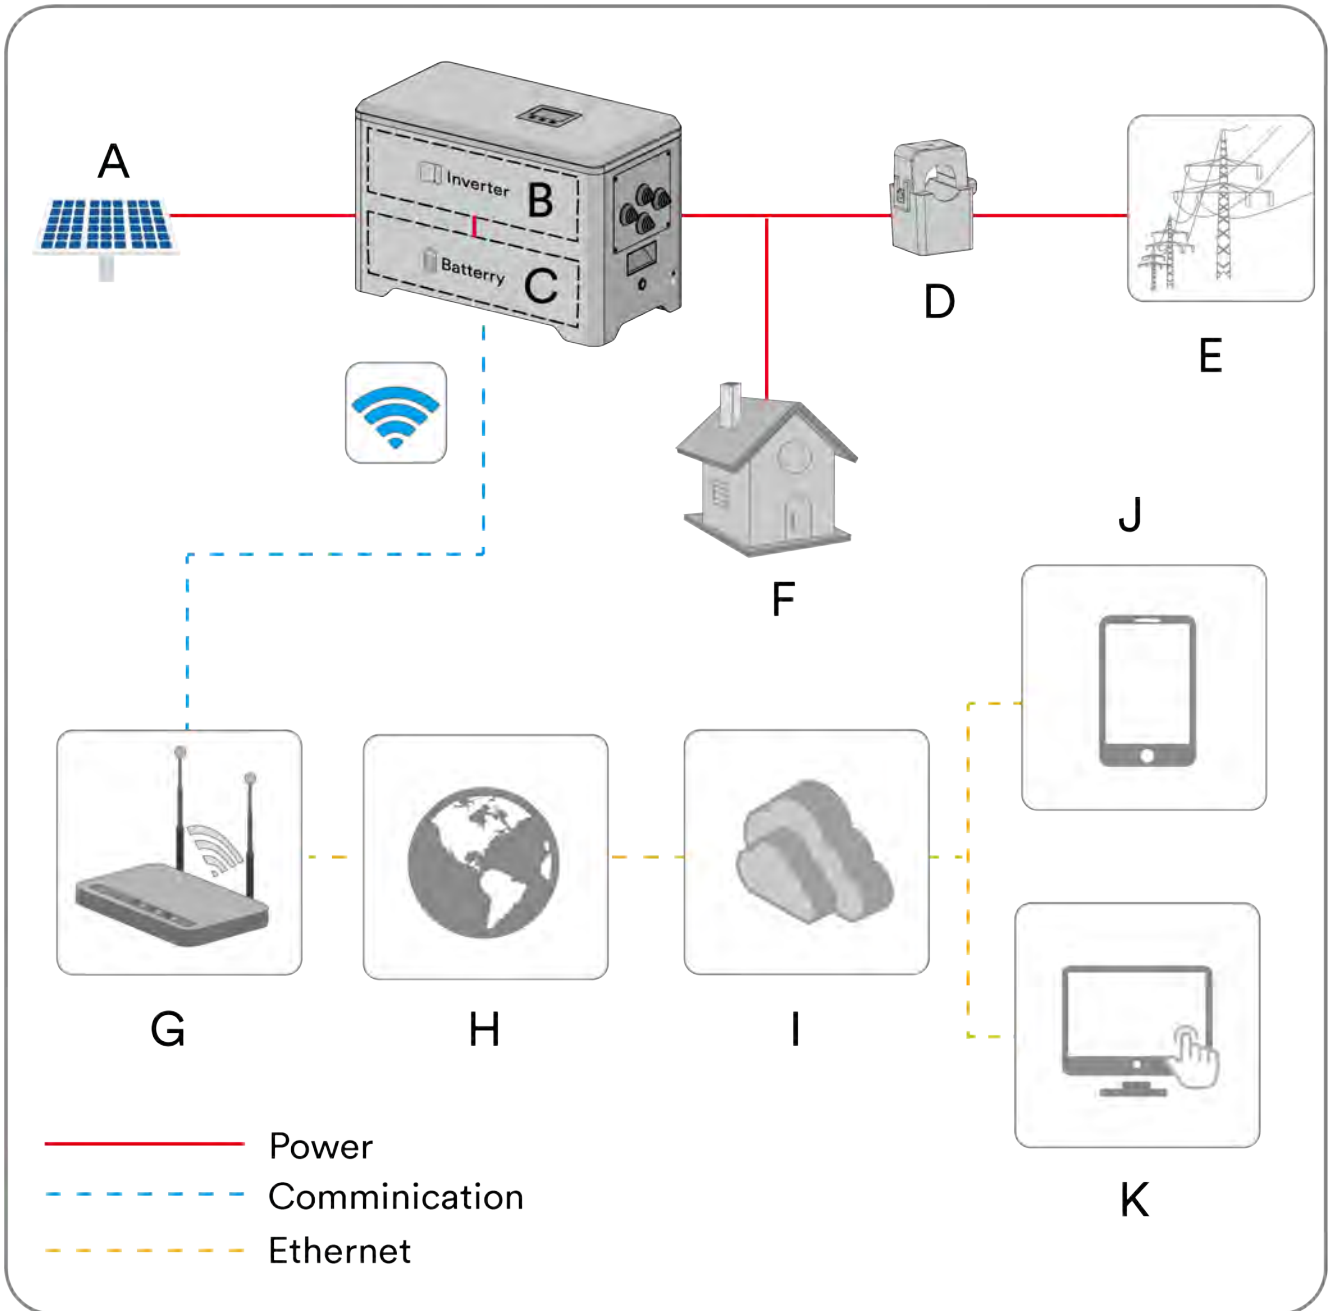 A
Inverter B
Batterry C
D
E
J
F
G
H
I
K
Power
Comminication
Ethernet